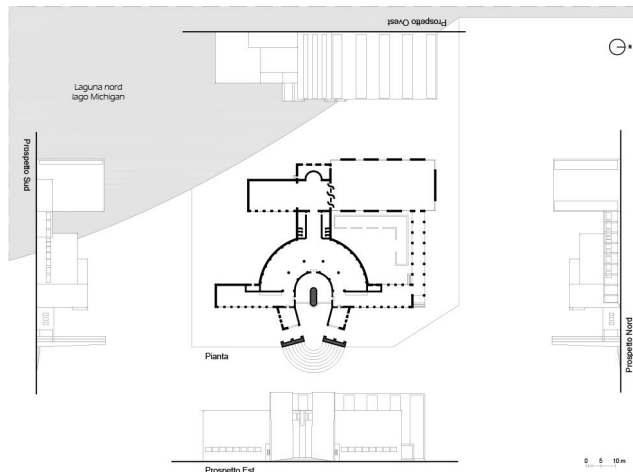 Prospetto Ovest
N
Laguna nord
lago Michigan
Prospetto Sud
Prospetto Nord
Pianta
Prospetto Est
0 5 10 m